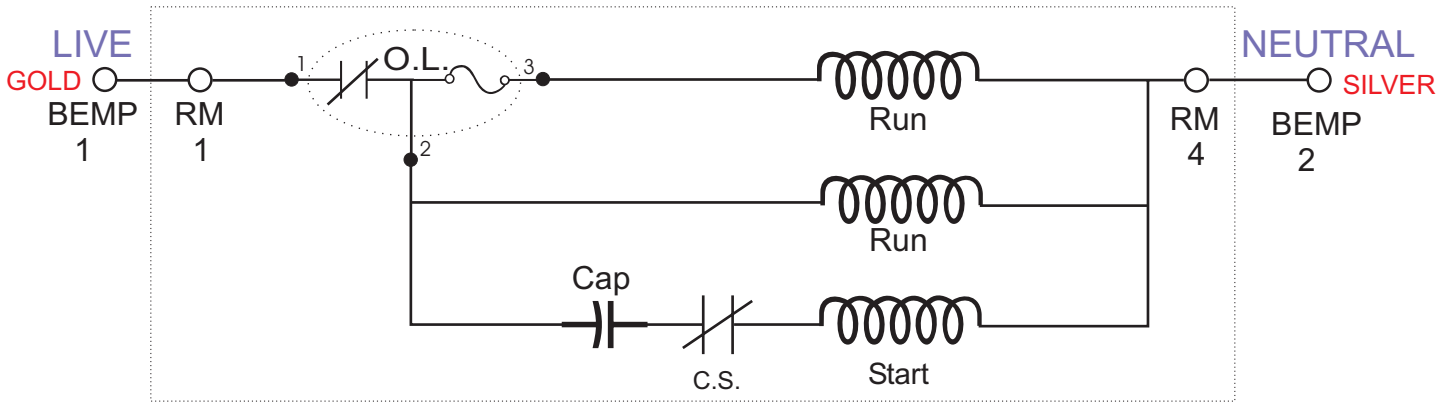 LIVE
NEUTRAL
GOLD
1
O.L.
3
SILVER
BEMP
1
RM
1
2
Run
RM
4
BEMP
2
Run
Cap
C.S.
Start